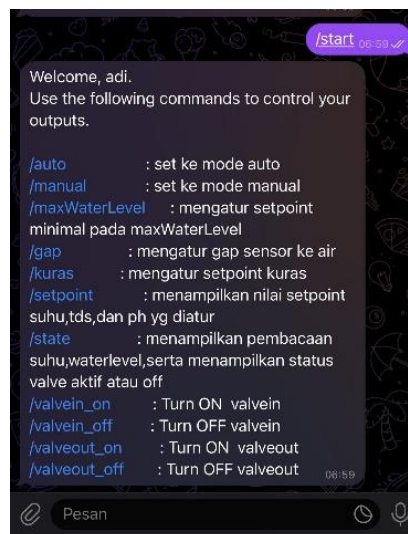 /start 06:59
Welcome, adi.
Use the following commands to control your
outputs.
/auto : set ke mode auto
/manual : set ke mode manual
/maxWaterLevel : mengatur setpoint
minimal pada maxWaterLevel
/gap : mengatur gap sensor ke air
/kuras : mengatur setpoint kuras
/setpoint : menampilkan nilai setpoint
suhu,tds,dan ph yg diatur
/state : menampilkan pembacaan
suhu,waterlevel,serta menampilkan status
valve aktif atau off
/valvein_on : Turn ON valvein
/valvein_off : Turn OFF valvein
/valveout_on : Turn ON valveout
/valveout_off : Turn OFF valveout
06:59
Pesan